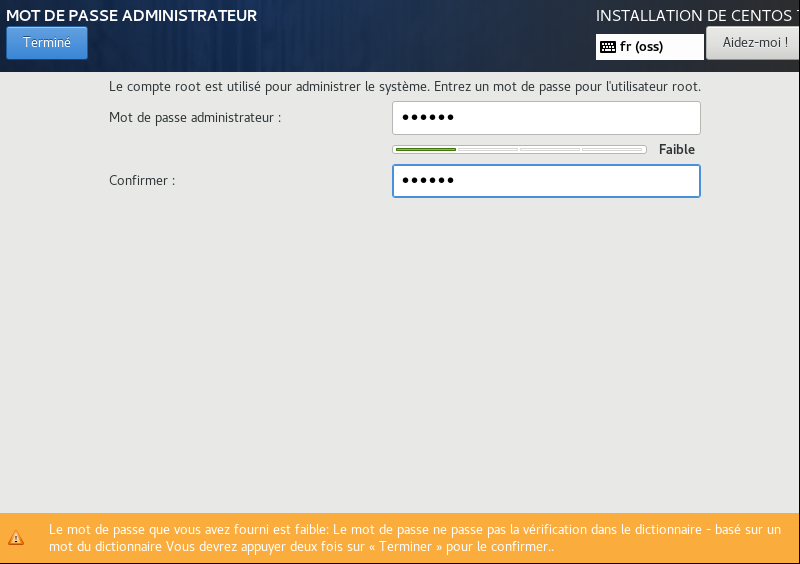 MOT DE PASSE ADMINISTRATEUR
INSTALLATION DE CENTOS
Terminé
fr (oss)
Aidez-moi !
Le compte root est utilisé pour administrer le système. Entrez un mot de passe pour l'utilisateur root.
Mot de passe administrateur :
••••••
Faible
Confirmer :
••••••
Le mot de passe que vous avez fourni est faible: Le mot de passe ne passe pas la vérification dans le dictionnaire - basé sur un
mot du dictionnaire Vous devrez appuyer deux fois sur « Terminer » pour le confirmer..